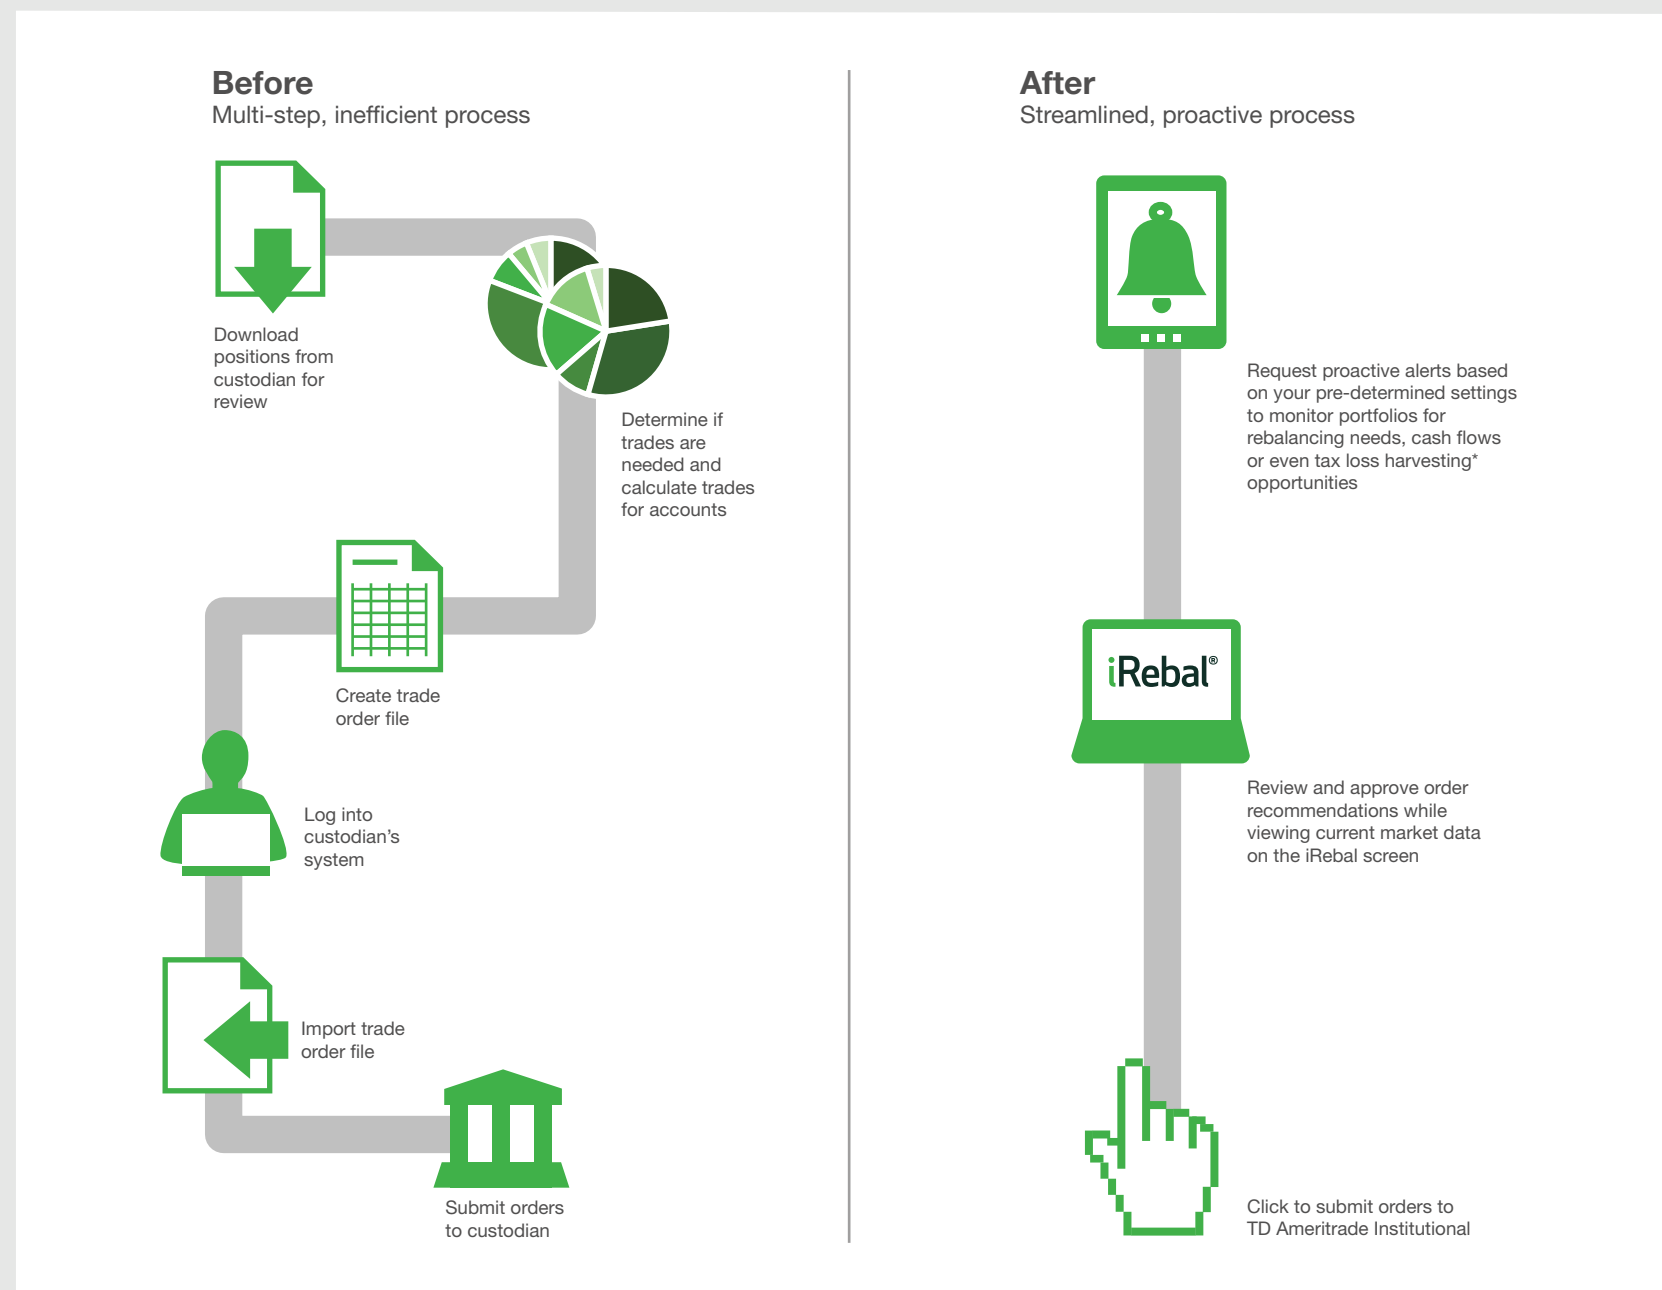 Before
Multi-step, inefficient process
Download
positions from
custodian for
review
Determine if
trades are
needed and
calculate trades
for accounts
Create trade
order file
Log into
custodian’s
system
Import trade
order file
Submit orders
to custodian
After
Streamlined, proactive process
Request proactive alerts based
on your pre-determined settings
to monitor portfolios for
rebalancing needs, cash flows
or even tax loss harvesting*
opportunities
iRebal®
Review and approve order
recommendations while
viewing current market data
on the iRebal screen
Click to submit orders to
TD Ameritrade Institutional